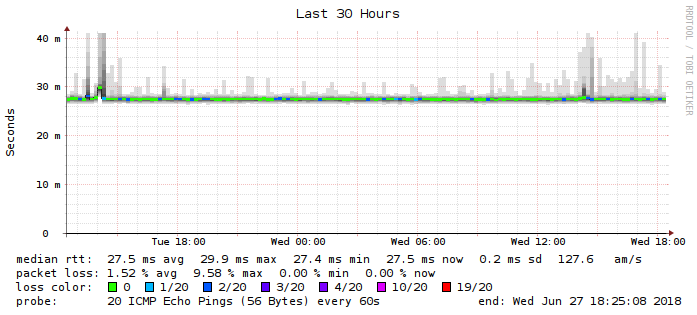 Last 30 Hours
RRDTOOL / TOBI OETIKER
Seconds
40 m
30 m
20 m
10 m
0
Tue 18:00 Wed 00:00 Wed 06:00 Wed 12:00 Wed 18:00
median rtt: 27.5 ms avg 29.9 ms max 27.4 ms min 27.5 ms now 0.2 ms sd 127.6 am/s
packet loss: 1.52 % avg 9.58 % max 0.00 % min 0.00 % now
loss color: 0 1/20 2/20 3/20 4/20 10/20 19/20
probe: 20 ICMP Echo Pings (56 Bytes) every 60s end: Wed Jun 27 18:25:08 2018